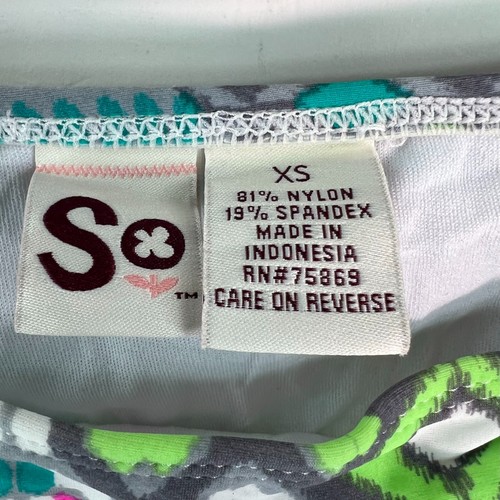 So
TM
XS
81% NYLON
19% SPANDEX
MADE IN
INDONESIA
RN#75869
CARE ON REVERSE